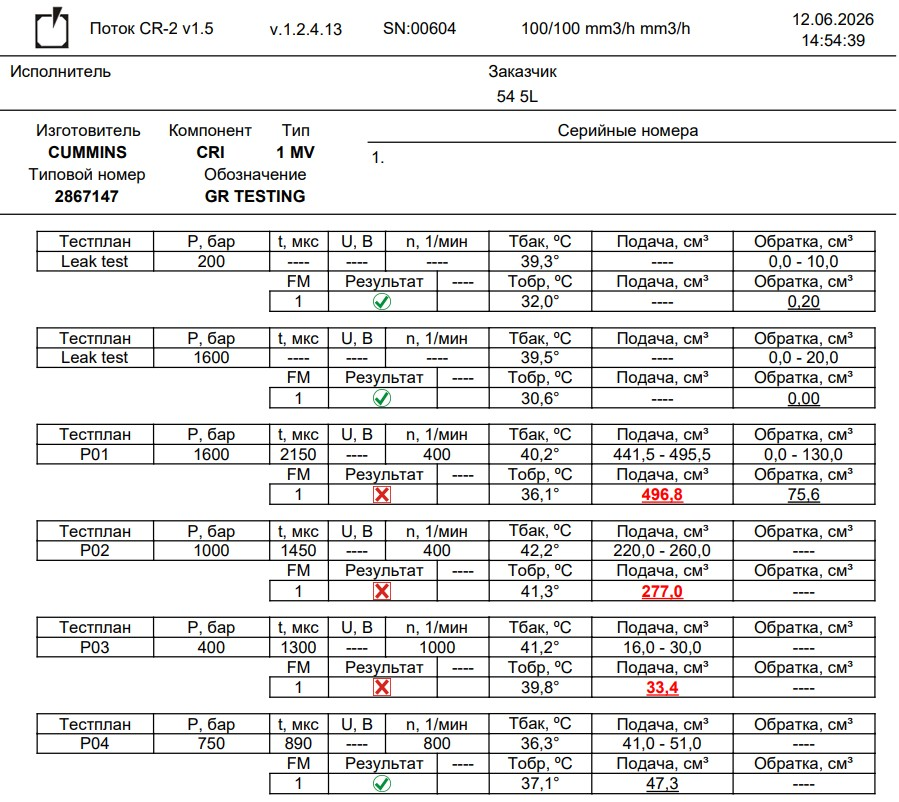 Поток CR-2 v1.5 v.1.2.4.13 SN:00604 100/100 mm3/h mm3/h 12.06.2026
14:54:39
Исполнитель Заказчик
54 5L
Изготовитель Компонент Тип Серийные номера
CUMMINS CRI 1 MV 1.
Типовой номер Обозначение
2867147 GR TESTING
Тестплан P, бар t, мкс U, В n, 1/мин Тбак, ºС Подача, см³ Обратка, см³
Leak test 200 ---- ---- ---- 39,3° ---- 0,0 - 10,0
FM Результат ---- Тобр, ºС Подача, см³ Обратка, см³
1 32,0° ---- 0,20
Тестплан P, бар t, мкс U, В n, 1/мин Тбак, ºС Подача, см³ Обратка, см³
Leak test 1600 ---- ---- ---- 39,5° ---- 0,0 - 20,0
FM Результат ---- Тобр, ºС Подача, см³ Обратка, см³
1 30,6° ---- 0,00
Тестплан P, бар t, мкс U, В n, 1/мин Тбак, ºС Подача, см³ Обратка, см³
P01 1600 2150 ---- 400 40,2° 441,5 - 495,5 0,0 - 130,0
FM Результат ---- Тобр, ºС Подача, см³ Обратка, см³
1 36,1° 496,8 75,6
Тестплан P, бар t, мкс U, В n, 1/мин Тбак, ºС Подача, см³ Обратка, см³
P02 1000 1450 ---- 400 42,2° 220,0 - 260,0 ----
FM Результат ---- Тобр, ºС Подача, см³ Обратка, см³
1 41,3° 277,0 ----
Тестплан P, бар t, мкс U, В n, 1/мин Тбак, ºС Подача, см³ Обратка, см³
P03 400 1300 ---- 1000 41,2° 16,0 - 30,0 ----
FM Результат ---- Тобр, ºС Подача, см³ Обратка, см³
1 39,8° 33,4 ----
Тестплан P, бар t, мкс U, В n, 1/мин Тбак, ºС Подача, см³ Обратка, см³
P04 750 890 ---- 800 36,3° 41,0 - 51,0 ----
FM Результат ---- Тобр, ºС Подача, см³ Обратка, см³
1 37,1° 47,3 ----